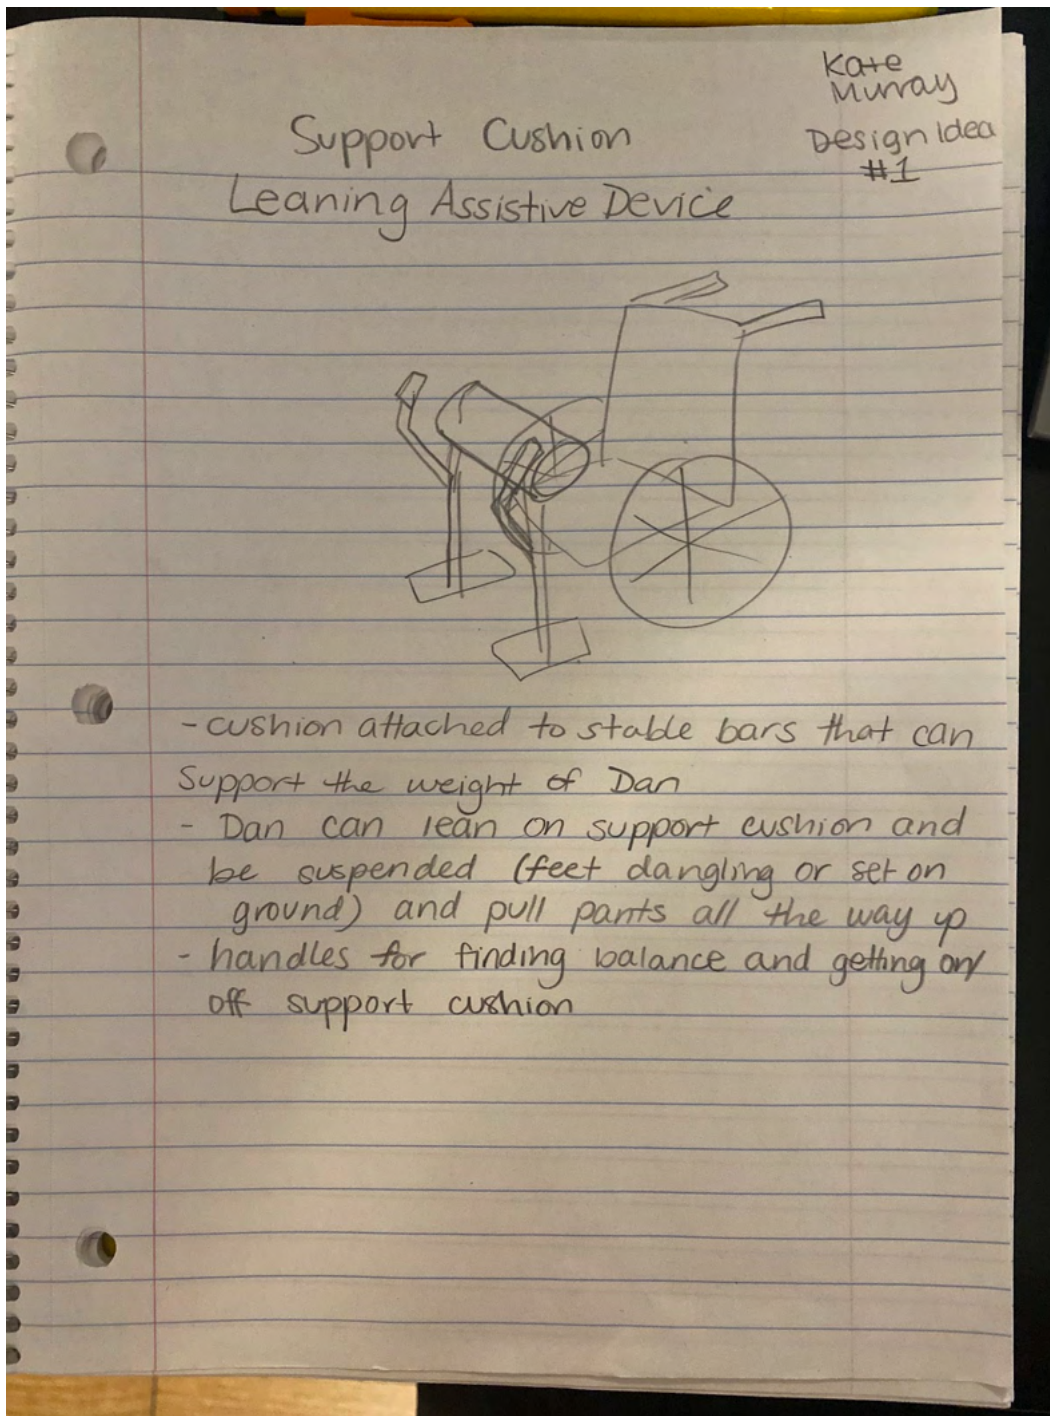 Kate
Murray
Design Idea
#1
Support Cushion
Leaning Assistive Device
- cushion attached to stable bars that can
support the weight of Dan
- Dan can lean on support cushion and
be suspended (feet dangling or set on
ground) and pull pants all the way up
- handles for finding balance and getting on/
off support cushion